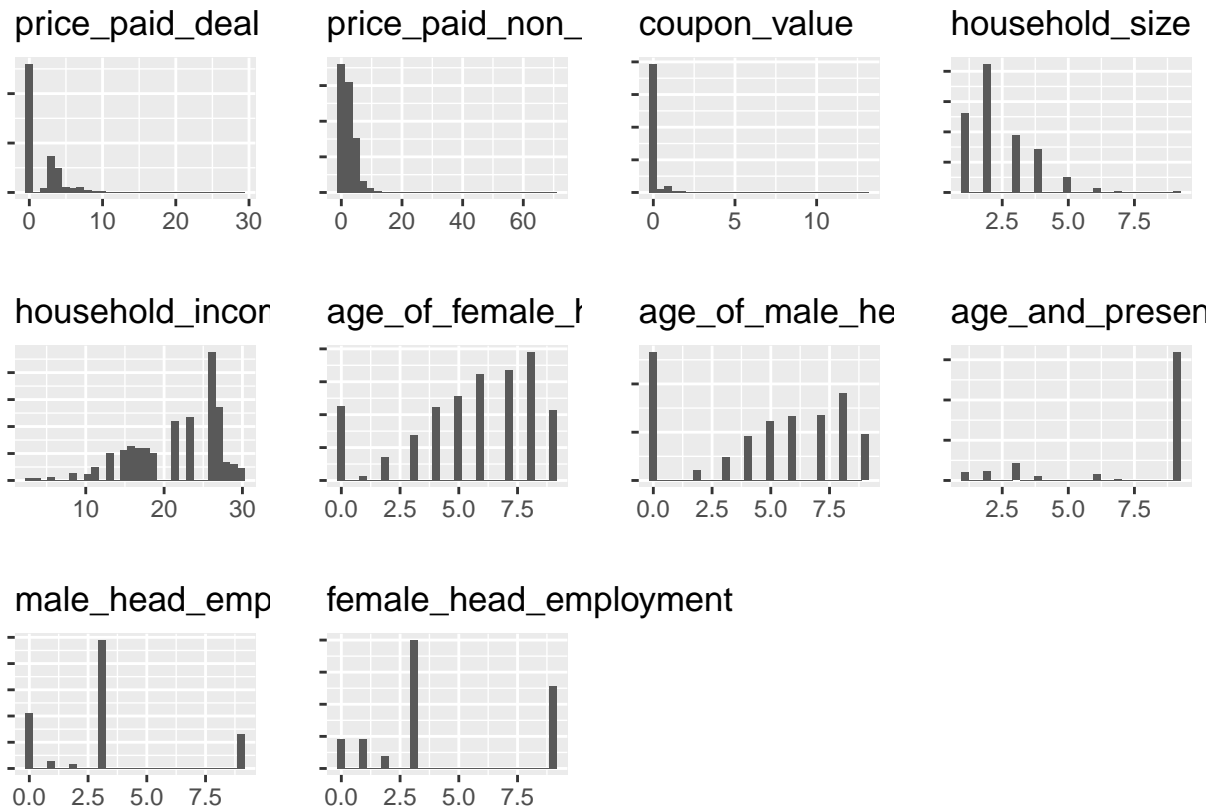 price_paid_deal price_paid_non_ coupon_value household_size
0 10 20 30 0 20 40 60 0 5 10 2.5 5.0 7.5
household_incor age_of_female_h age_of_male_he age_and_presen
10 20 30 0.0 2.5 5.0 7.5 0.0 2.5 5.0 7.5 2.5 5.0 7.5
male_head_emp female_head_employment
0.0 2.5 5.0 7.5 0.0 2.5 5.0 7.5